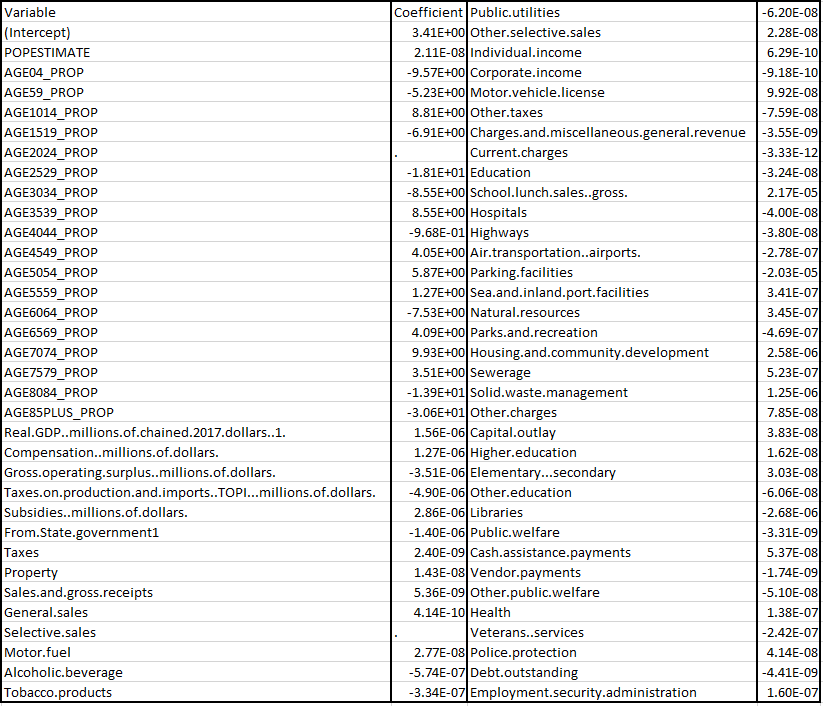 Variable Coefficient Public.utilities -6.20E-08
(Intercept) 3.41E+00 Other.selective.sales 2.28E-08
POPESTIMATE 2.11E-08 Individual.income 6.29E-10
AGE04_PROP -9.57E+00 Corporate.income -9.18E-10
AGE59_PROP -5.23E+00 Motor.vehicle.license 9.92E-08
AGE1014_PROP 8.81E+00 Other.taxes -7.59E-08
AGE1519_PROP -6.91E+00 Charges.and.miscellaneous.general.revenue -3.55E-09
AGE2024_PROP . Current.charges -3.33E-12
AGE2529_PROP -1.81E+01 Education -3.24E-08
AGE3034_PROP -8.55E+00 School.lunch.sales..gross. 2.17E-05
AGE3539_PROP 8.55E+00 Hospitals -4.00E-08
AGE4044_PROP -9.68E-01 Highways -3.80E-08
AGE4549_PROP 4.05E+00 Air.transportation..airports. -2.78E-07
AGE5054_PROP 5.87E+00 Parking.facilities -2.03E-05
AGE5559_PROP 1.27E+00 Sea.and.inland.port.facilities 3.41E-07
AGE6064_PROP -7.53E+00 Natural.resources 3.45E-07
AGE6569_PROP 4.09E+00 Parks.and.recreation -4.69E-07
AGE7074_PROP 9.93E+00 Housing.and.community.development 2.58E-06
AGE7579_PROP 3.51E+00 Sewerage 5.23E-07
AGE8084_PROP -1.39E+01 Solid.waste.management 1.25E-06
AGE85PLUS_PROP -3.06E+01 Other.charges 7.85E-08
Real.GDP..millions.of.chained.2017.dollars..1. 1.56E-06 Capital.outlay 3.83E-08
Compensation..millions.of.dollars. 1.27E-06 Higher.education 1.62E-08
Gross.operating.surplus..millions.of.dollars. -3.51E-06 Elementary...secondary 3.03E-08
Taxes.on.production.and.imports..TOPI...millions.of.dollars. -4.90E-06 Other.education -6.06E-08
Subsidies..millions.of.dollars. 2.86E-06 Libraries -2.68E-06
From.State.government1 -1.40E-06 Public.welfare -3.31E-09
Taxes 2.40E-09 Cash.assistance.payments 5.37E-08
Property 1.43E-08 Vendor.payments -1.74E-09
Sales.and.gross.receipts 5.36E-09 Other.public.welfare -5.10E-08
General.sales 4.14E-10 Health 1.38E-07
Selective.sales . Veterans..services -2.42E-07
Motor.fuel 2.77E-08 Police.protection 4.14E-08
Alcoholic.beverage -5.74E-07 Debt.outstanding -4.41E-09
Tobacco.products -3.34E-07 Employment.security.administration 1.60E-07